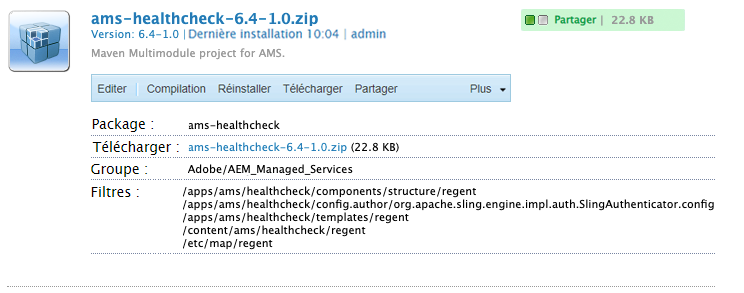 ams-healthcheck-6.4-1.0.zip
Partager | 22.8 KB
Version: 6.4-1.0 | Dernière installation 10:04 | admin
Maven Multimodule project for AMS.
Editer Compilation Réinstaller Télécharger Partager Plus
Package : ams-healthcheck
Télécharger : ams-healthcheck-6.4-1.0.zip (22.8 KB)
Groupe : Adobe/AEM_Managed_Services
Filtres : /apps/ams/healthcheck/components/structure/regent
/apps/ams/healthcheck/config.author/org.apache.sling.engine.impl.auth.SlingAuthenticator.config
/apps/ams/healthcheck/templates/regent
/content/ams/healthcheck/regent
/etc/map/regent